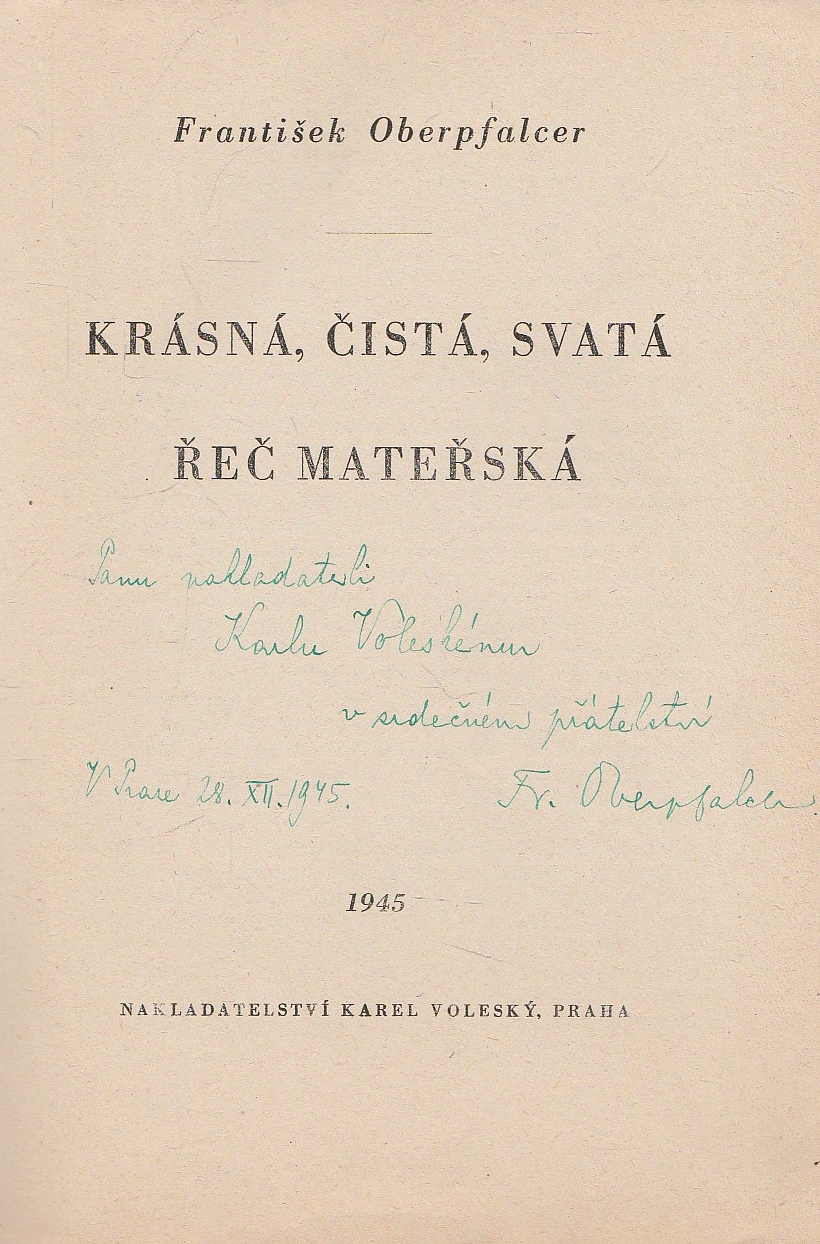 František Oberpfalcer
KRÁSNÁ, ČISTÁ, SVATÁ
ŘEČ MATEŘSKÁ
Panu nakladateli
Karlu Voleskému
v srdečném přátelství
V Praze 28. XII. 1945.
Fr. Oberpfalcer
1945
NAKLADATELSTVÍ KAREL VOLESKÝ, PRAHA